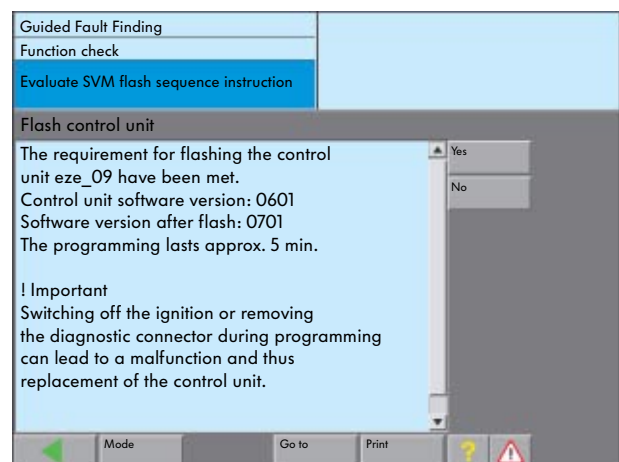 Guided Fault Finding
Function check
Evaluate SVM flash sequence instruction
Flash control unit
The requirement for flashing the control
unit eze_09 have been met.
Control unit software version: 0601
Software version after flash: 0701
The programming lasts approx. 5 min.
! Important
Switching off the ignition or removing
the diagnostic connector during programming
can lead to a malfunction and thus
replacement of the control unit.
Yes
No
Mode
Go to
Print
?
!